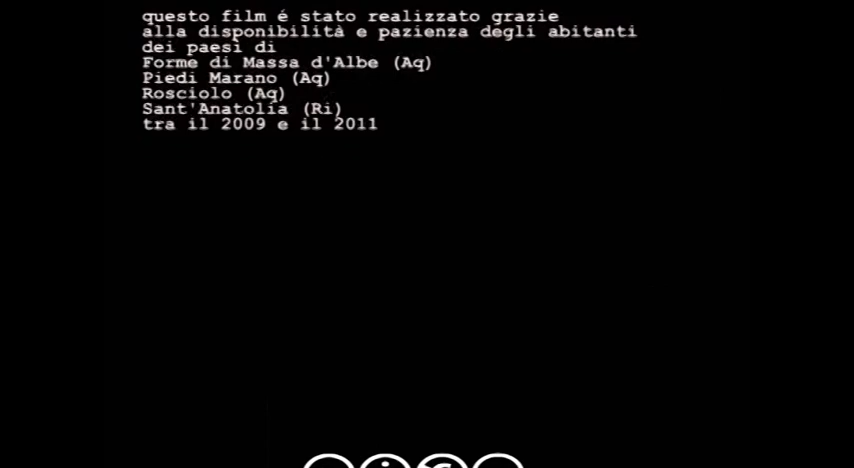 questo film é stato realizzato grazie
alla disponibilità e pazienza degli abitanti
dei paesi di
Forme di Massa d'Albe (Aq)
Piedi Marano (Aq)
Rosciolo (Aq)
Sant'Anatolia (Ri)
tra il 2009 e il 2011